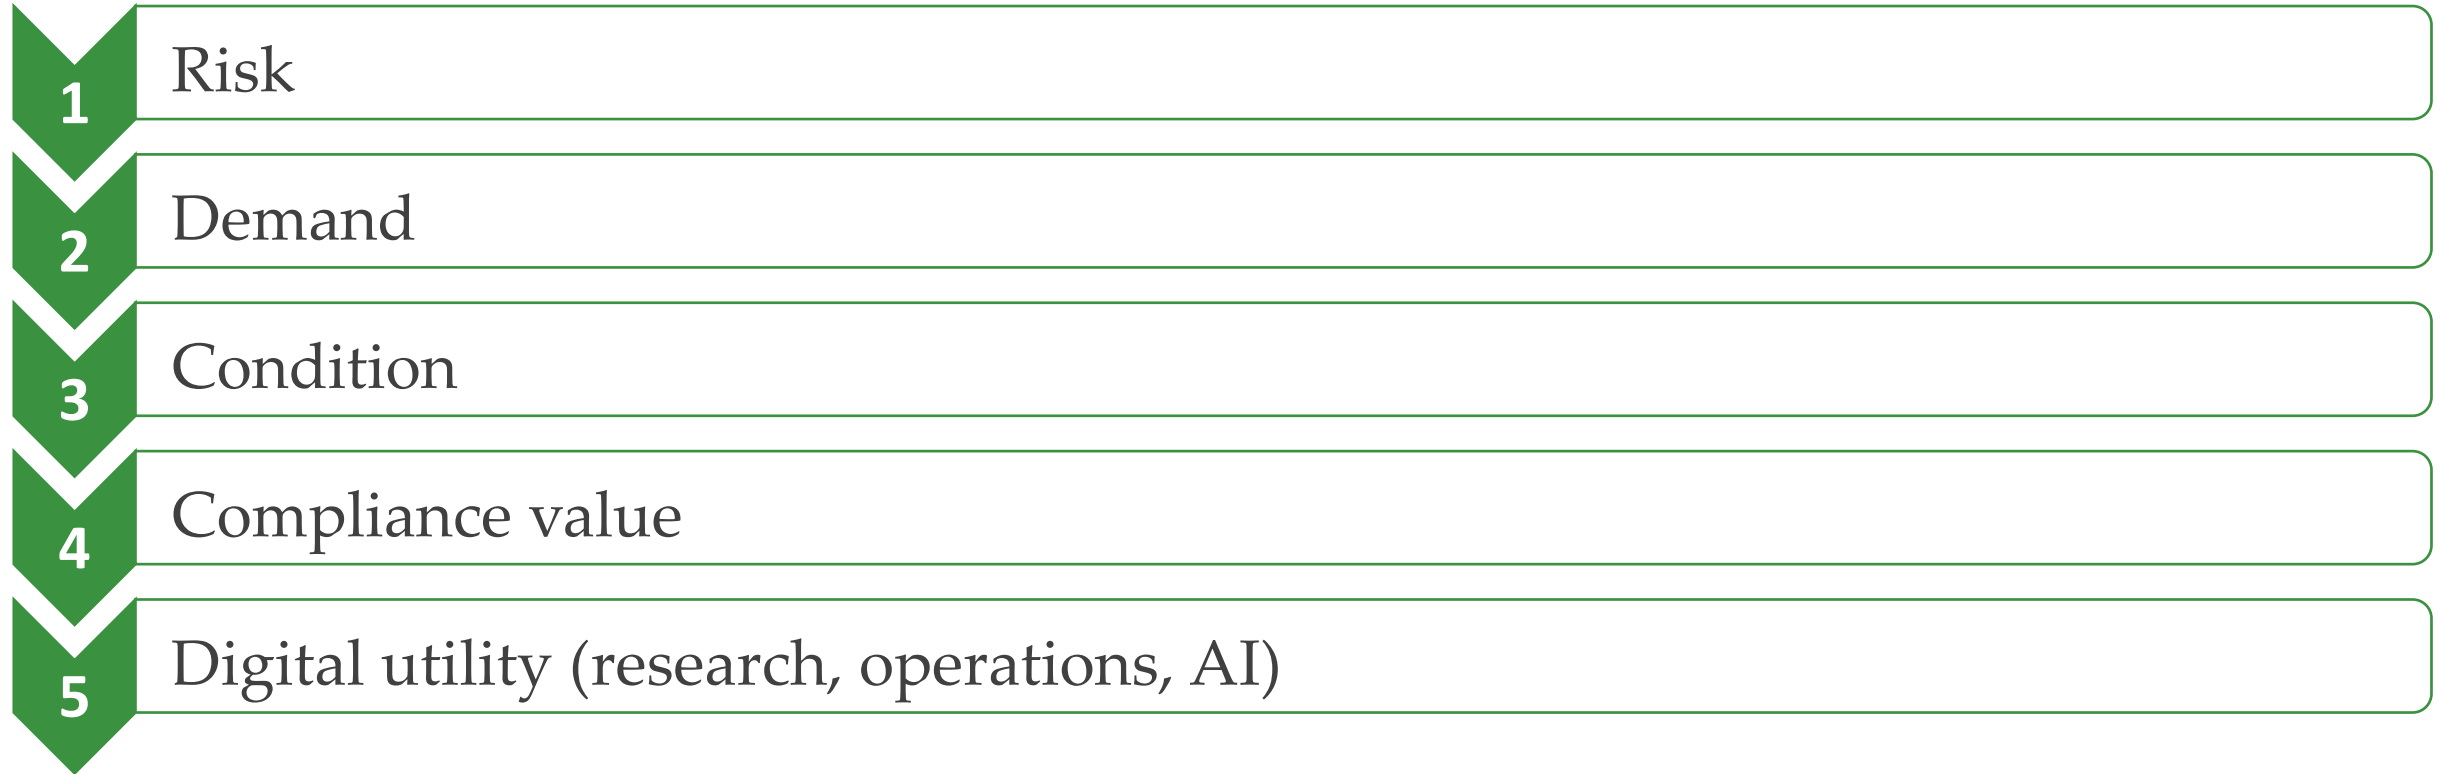 1
Risk
2
Demand
3
Condition
4
Compliance value
5
Digital utility (research, operations, AI)